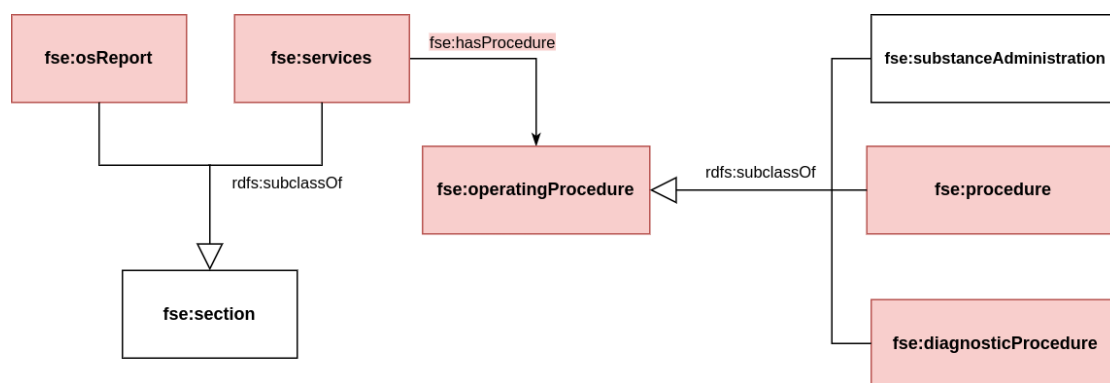 fse:osReport
fse:services
fse:hasProcedure
fse:substanceAdministration
rdfs:subclassOf
fse:operatingProcedure
rdfs:subclassOf
fse:procedure
fse:section
fse:diagnosticProcedure